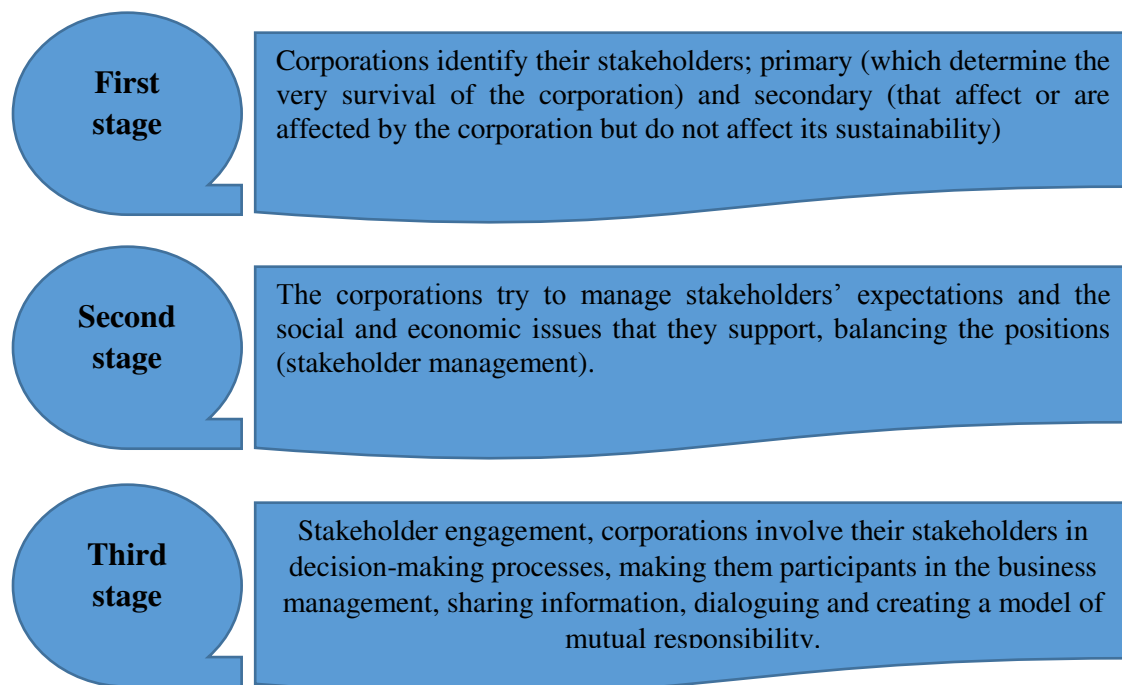 First
stage
Corporations identify their stakeholders; primary (which determine the
very survival of the corporation) and secondary (that affect or are
affected by the corporation but do not affect its sustainability)
Second
stage
The corporations try to manage stakeholders’ expectations and the
social and economic issues that they support, balancing the positions
(stakeholder management).
Third
stage
Stakeholder engagement, corporations involve their stakeholders in
decision-making processes, making them participants in the business
management, sharing information, dialoguing and creating a model of
mutual responsibility.